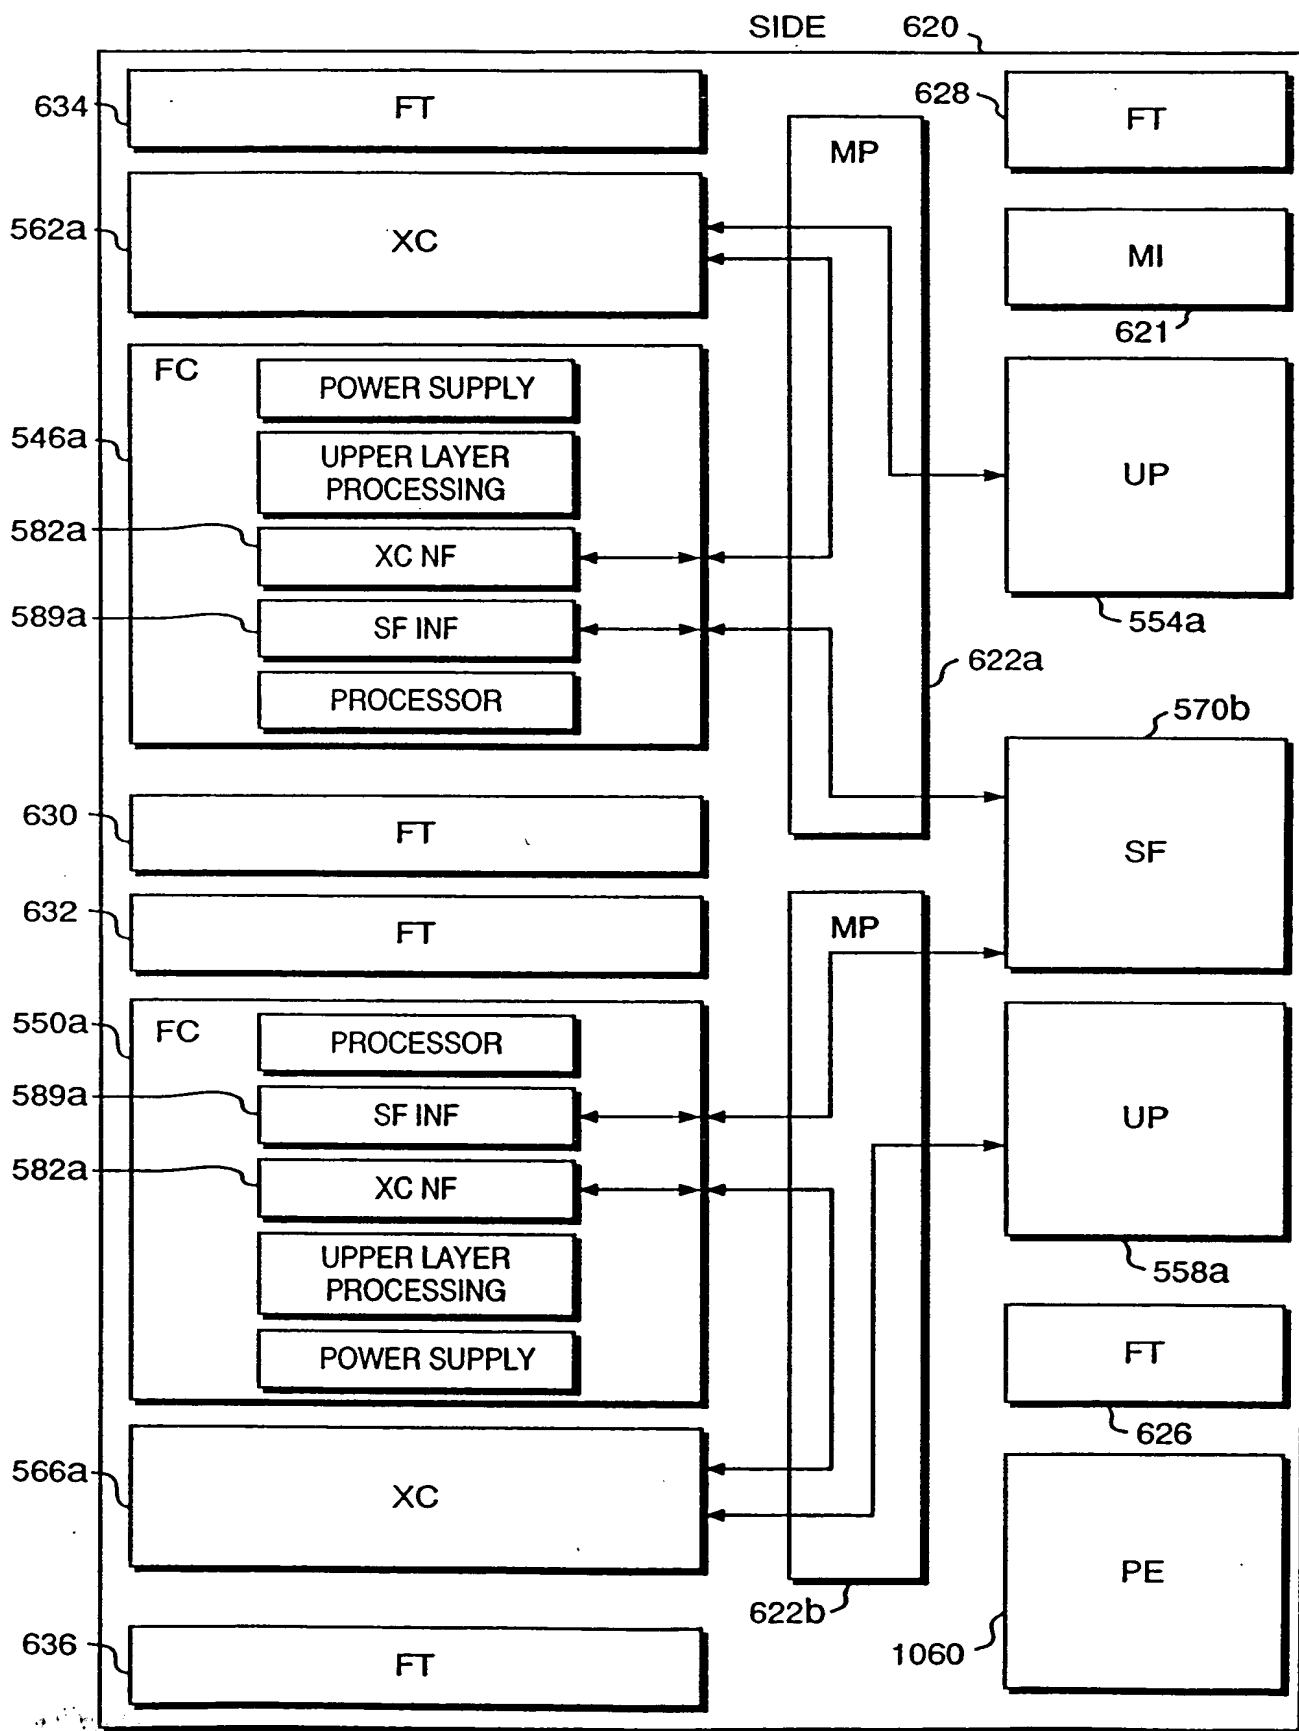 SIDE 620
634 FT
562a XC
FC
POWER SUPPLY
546a
UPPER LAYER
PROCESSING
582a XC NF
589a SF INF
PROCESSOR
630 FT
632 FT
550a FC
PROCESSOR
589a SF INF
582a XC NF
UPPER LAYER
PROCESSING
POWER SUPPLY
566a XC
636 FT
MP
622a
MP
622b
628 FT
MI
621
UP
554a
570b
SF
UP
558a
FT
626
PE
1060